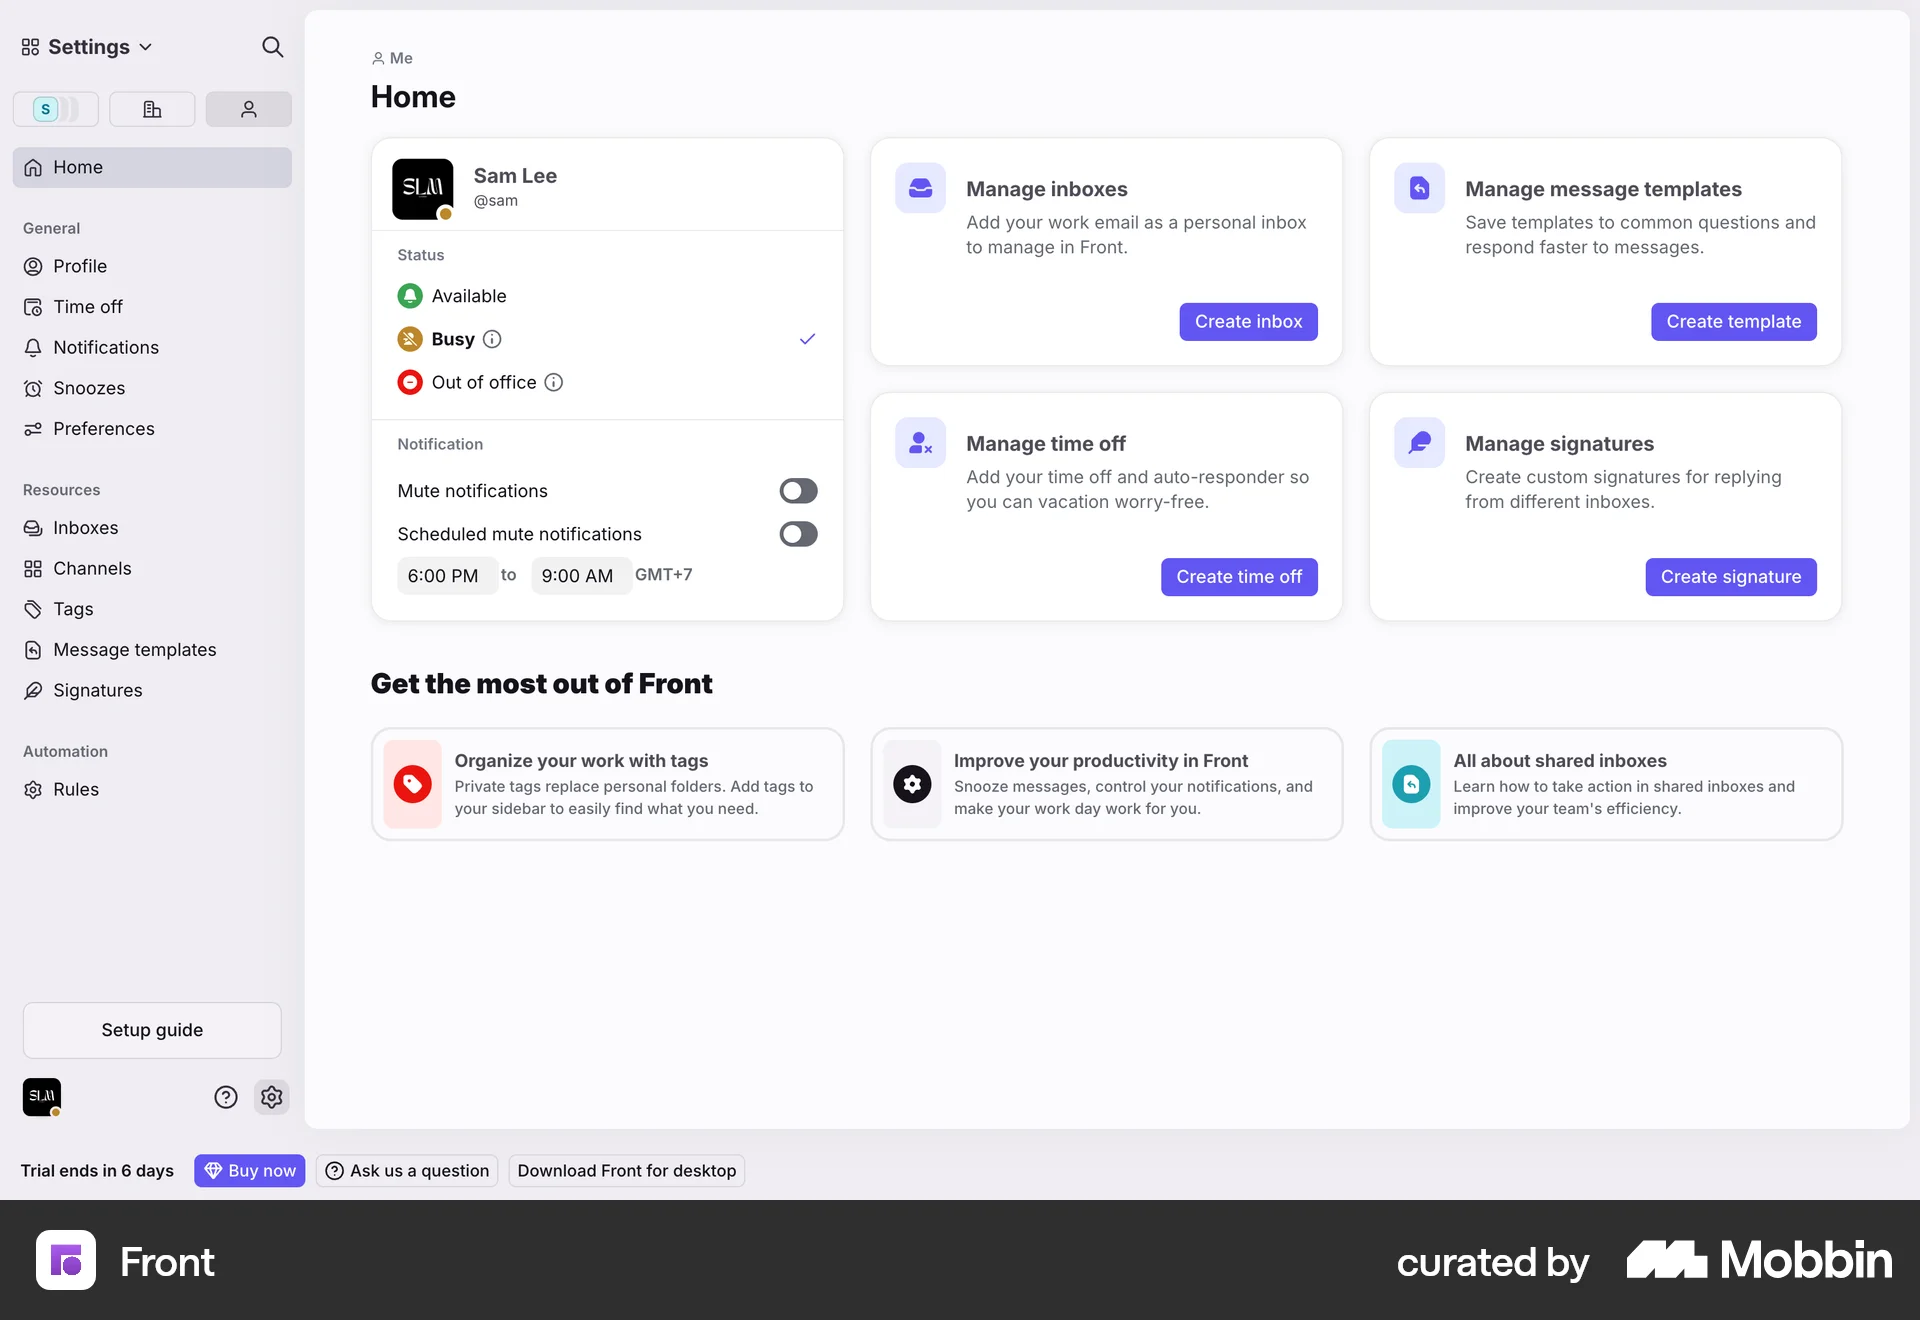 Settings
S
Home
General
Profile
Time off
Notifications
Snoozes
Preferences
Resources
Inboxes
Channels
Tags
Message templates
Signatures
Automation
Rules
Setup guide
SLM
Me
Home
SLM
Sam Lee
@sam
Status
Available
Busy
Out of office
Notification
Mute notifications
Scheduled mute notifications
6:00 PM to 9:00 AM GMT+7
Manage inboxes
Add your work email as a personal inbox
to manage in Front.
Create inbox
Manage message templates
Save templates to common questions and
respond faster to messages.
Create template
Manage time off
Add your time off and auto-responder so
you can vacation worry-free.
Create time off
Manage signatures
Create custom signatures for replying
from different inboxes.
Create signature
Get the most out of Front
Organize your work with tags
Private tags replace personal folders. Add tags to
your sidebar to easily find what you need.
Improve your productivity in Front
Snooze messages, control your notifications, and
make your work day work for you.
All about shared inboxes
Learn how to take action in shared inboxes and
improve your team's efficiency.
Trial ends in 6 days
Buy now
Ask us a question
Download Front for desktop
Front
curated by Mobbin